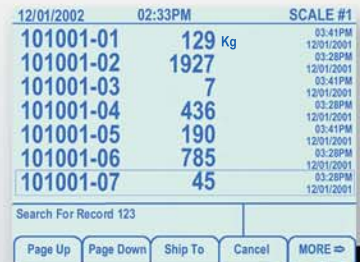 12/01/2002 02:33PM SCALE #1
101001-01 129 Kg 03:41PM
12/01/2001
101001-02 1927 03:28PM
12/01/2001
101001-03 7 03:41PM
12/01/2001
101001-04 436 03:28PM
12/01/2001
101001-05 190 03:41PM
12/01/2001
101001-06 785 03:28PM
12/01/2001
101001-07 45 03:28PM
12/01/2001
Search For Record 123
Page Up Page Down Ship To Cancel MORE ⇨